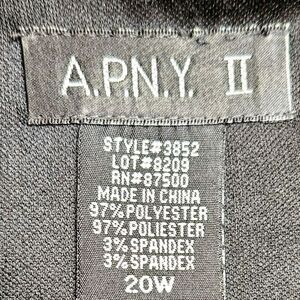 A.P.N.Y. II
STYLE#3852
LOT#8209
RN#87500
MADE IN CHINA
97% POLYESTER
97% POLIESTER
3% SPANDEX
3% SPANDEX
20W